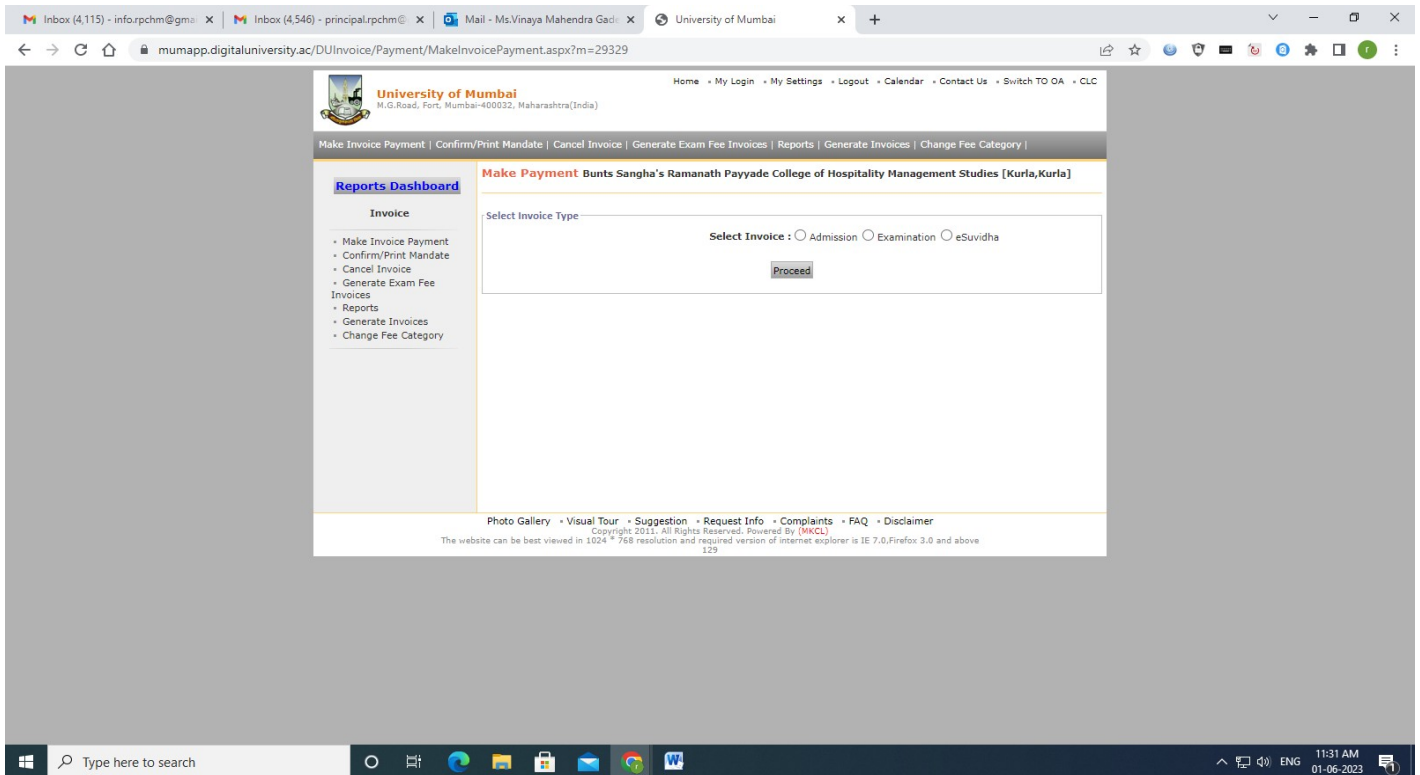 Inbox (4,115) - info.rpchm@gmai
Inbox (4,546) - principal.rpchm@
Mail - Ms.Vinaya Mahendra Gade
University of Mumbai
mumapp.digitaluniversity.ac/DUInvoice/Payment/MakeInvoicePayment.aspx?m=29329
r
University of Mumbai
M.G.Road, Fort, Mumbai-400032, Maharashtra(India)
Home • My Login • My Settings • Logout • Calendar • Contact Us • Switch TO OA • CLC
Make Invoice Payment | Confirm/Print Mandate | Cancel Invoice | Generate Exam Fee Invoices | Reports | Generate Invoices | Change Fee Category |
Reports Dashboard
Invoice
• Make Invoice Payment
• Confirm/Print Mandate
• Cancel Invoice
• Generate Exam Fee
Invoices
• Reports
• Generate Invoices
• Change Fee Category
Make Payment Bunts Sangha's Ramanath Payyade College of Hospitality Management Studies [Kurla,Kurla]
Select Invoice Type
Select Invoice : Admission Examination eSuvidha
Proceed
Photo Gallery • Visual Tour • Suggestion • Request Info • Complaints • FAQ • Disclaimer
Copyright 2011. All Rights Reserved. Powered By (MKCL)
The website can be best viewed in 1024 * 768 resolution and required version of internet explorer is IE 7.0,Firefox 3.0 and above
129
Type here to search
ENG
11:31 AM
01-06-2023
1